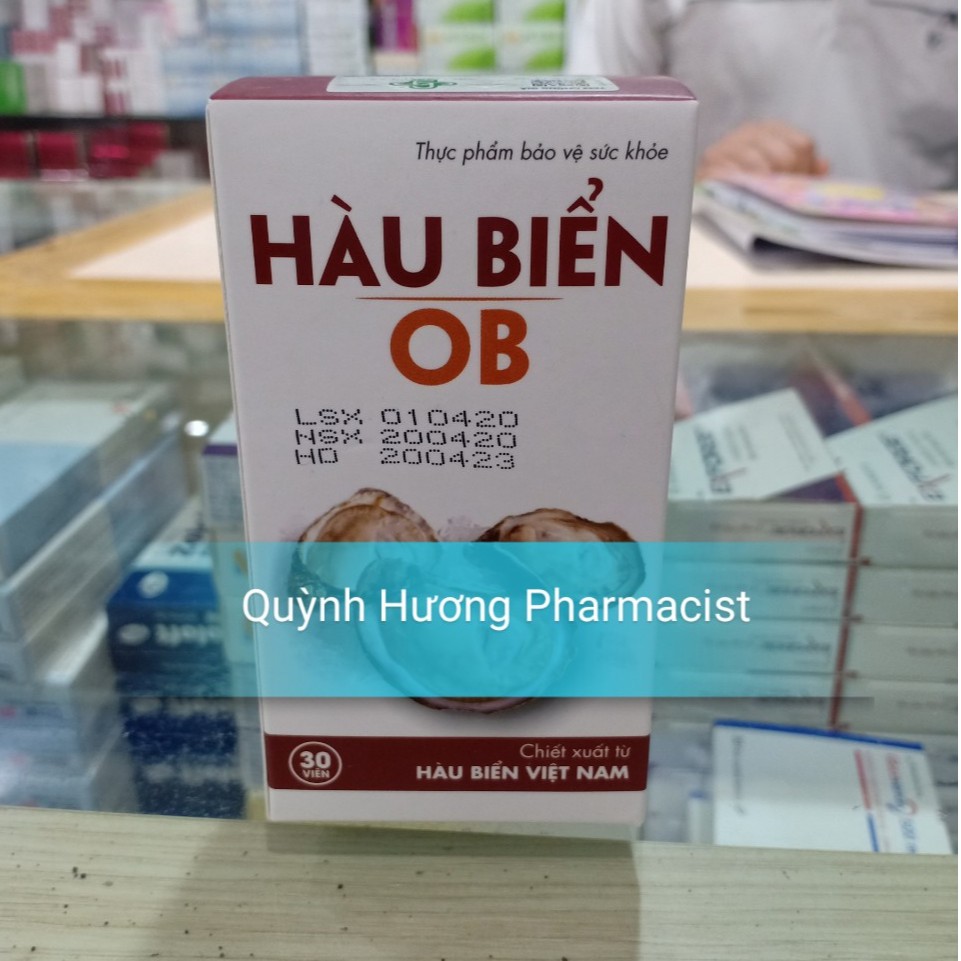 Thực phẩm bảo vệ sức khỏe
HÀU BIỂN
OB
LSX 010420
NSX 200420
HD 200423
Quỳnh Hương Pharmacist
30
VIÊN
Chiết xuất từ
HÀU BIỂN VIỆT NAM